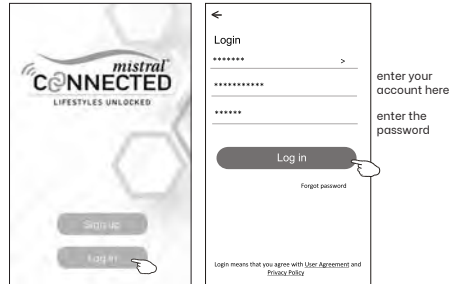 mistral
CONNECTED
LIFESTYLES UNLOCKED
Sign up
Log in
Login
******* >
***********
******
Log in
Forgot password
Login means that you agree with User Agreement and
Privacy Policy
enter your
account here
enter the
password